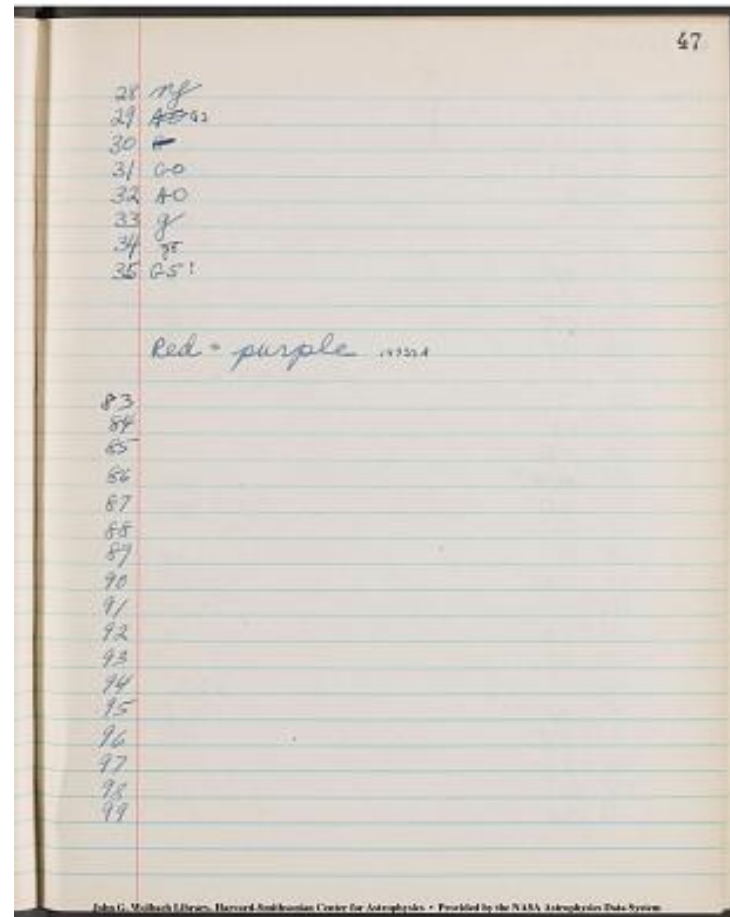 47
28 nf
29 G2
30
31 G0
32 A0
33 g
34
35 G5!
Red = purple
83
84
85
86
87
88
89
90
91
92
93
94
95
96
97
98
99
John G. Wolbach Library, Harvard-Smithsonian Center for Astrophysics • Provided by the NASA Astrophysics Data System